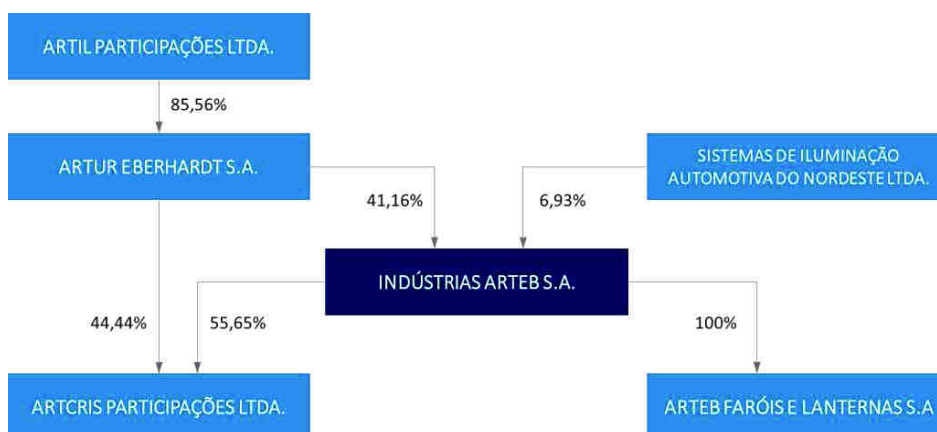 ARTIL PARTICIPAÇÕES LTDA.
85,56%
ARTUR EBERHARDT S.A.
SISTEMAS DE ILUMINAÇÃO
AUTOMOTIVA DO NORDESTE LTDA.
41,16%
6,93%
INDÚSTRIAS ARTEB S.A.
44,44%
55,65%
100%
ARTCRIS PARTICIPAÇÕES LTDA.
ARTEB FARÓIS E LANTERNAS S.A